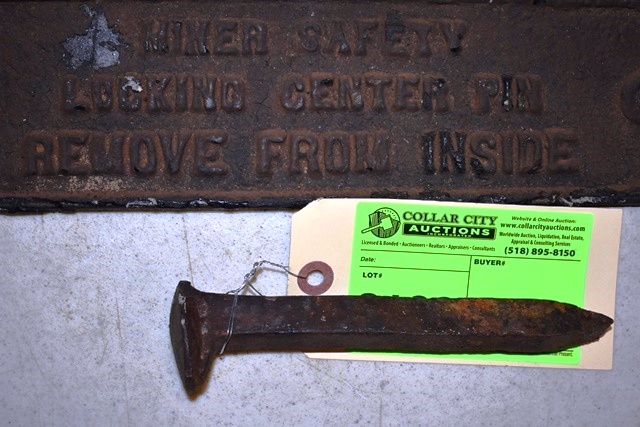 MINER SAFETY
LOCKING CENTER PIN
REMOVE FROM INSIDE
COLLAR CITY
AUCTIONS
Licensed & Bonded • Auctioneers • Realtors • Appraisers • Consultants
Website & Online Auction:
www.collarcityauctions.com
Worldwide Auction, Liquidation, Real Estate,
Appraisal & Consulting Services
(518) 895-8150
Date:
BUYER#
LOT#